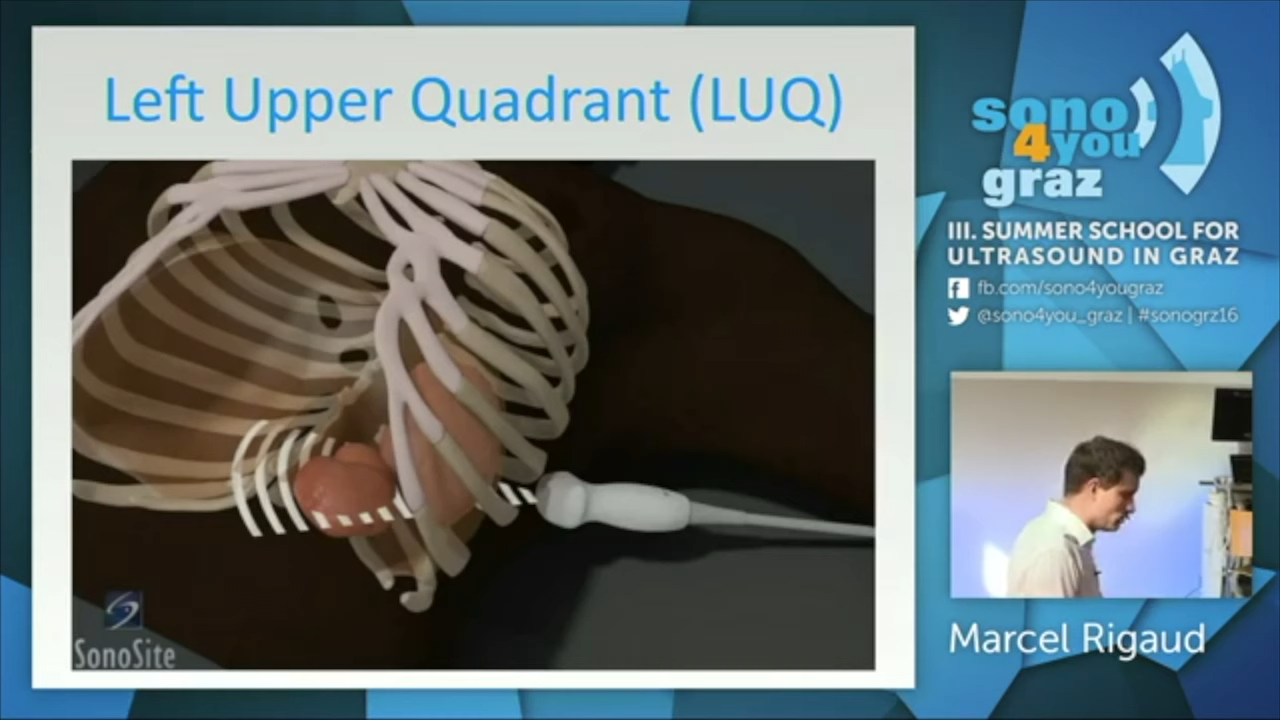 Left Upper Quadrant (LUQ)
SonoSite
sono
4you
graz
III. SUMMER SCHOOL FOR
ULTRASOUND IN GRAZ
fb.com/sono4yougraz
@sono4you_graz | #sonogrz16
Marcel Rigaud